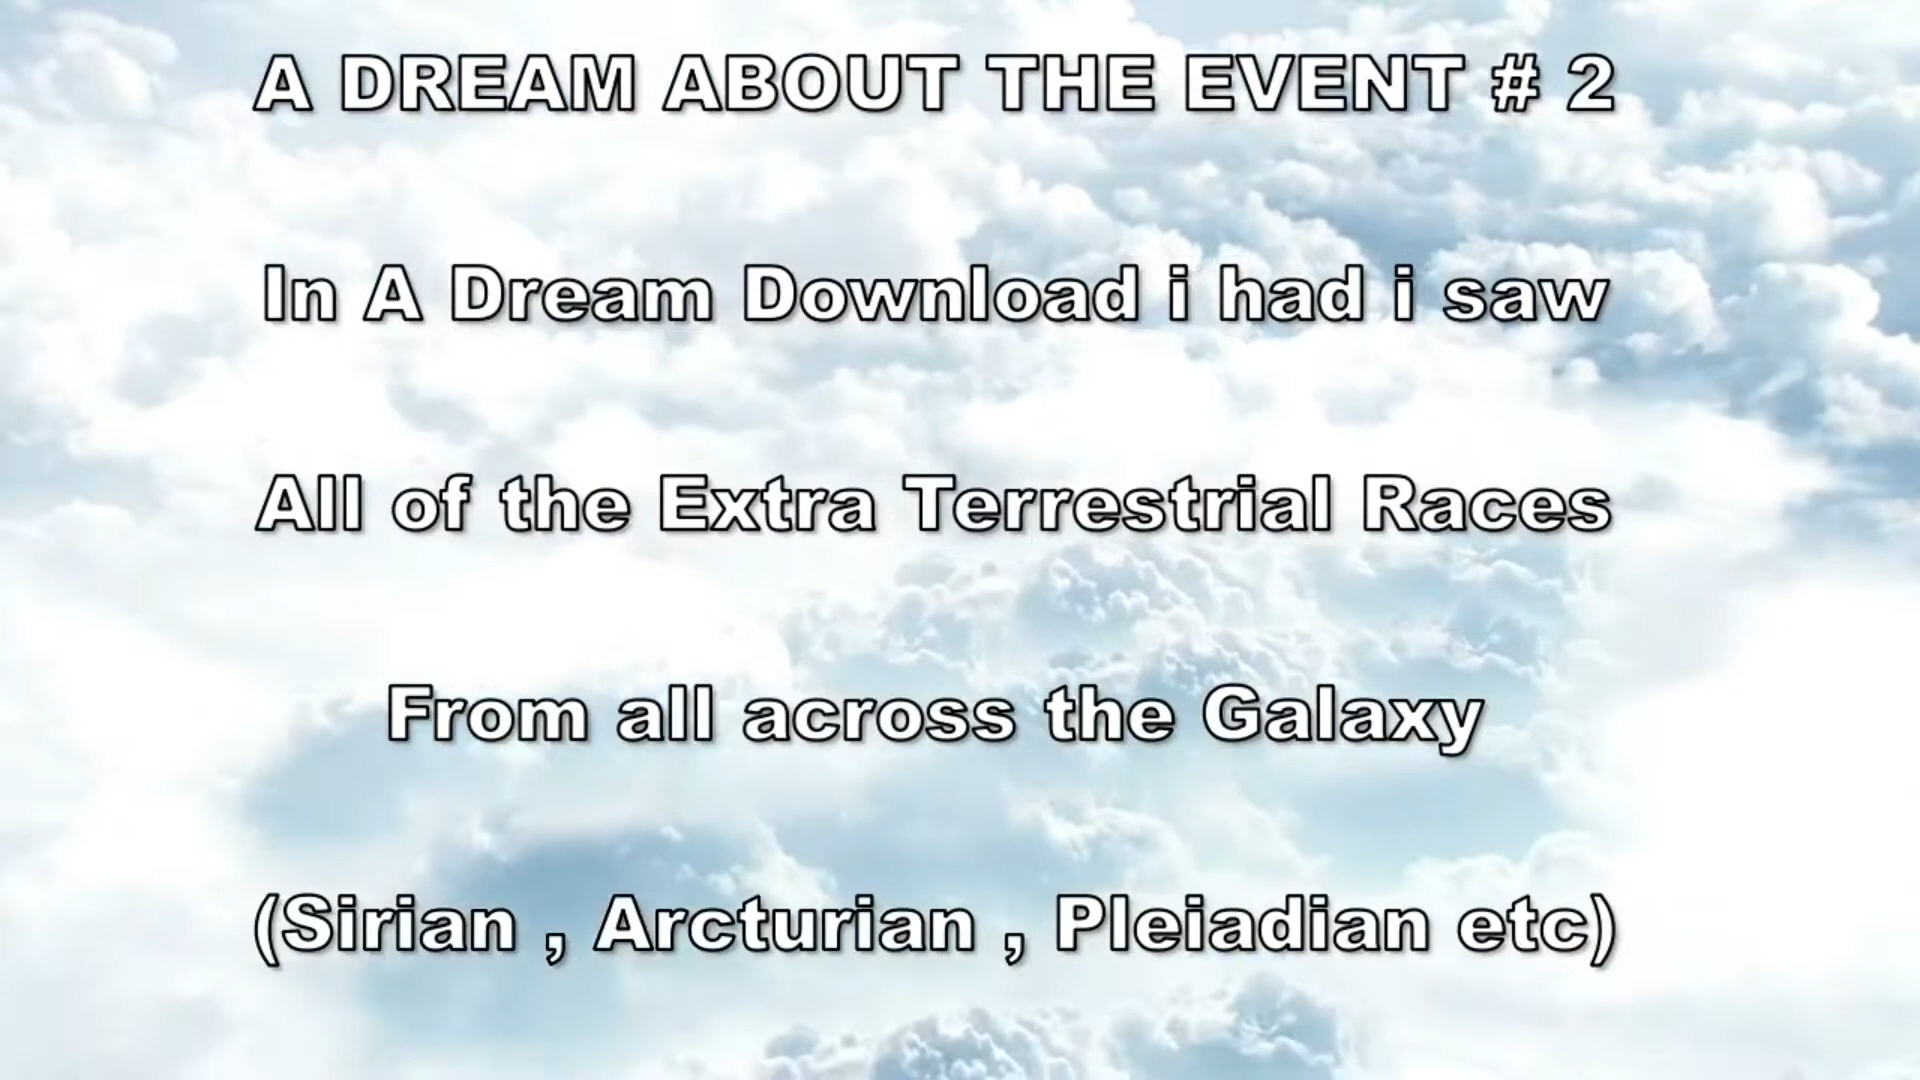 A DREAM ABOUT THE EVENT # 2
In A Dream Download i had i saw
All of the Extra Terrestrial Races
From all across the Galaxy
(Sirian , Arcturian , Pleiadian etc)